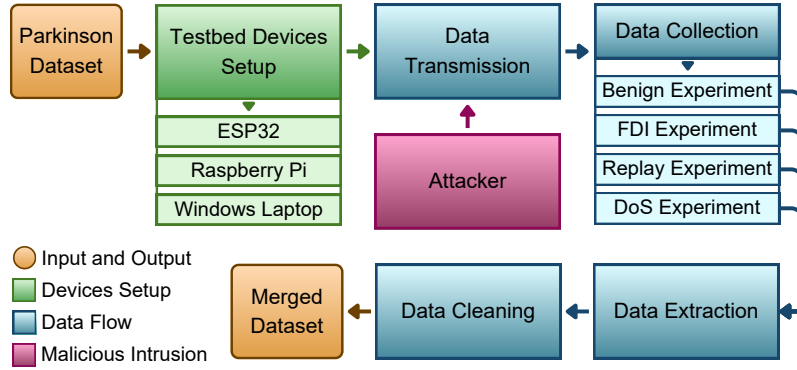 Parkinson
Dataset
Testbed Devices
Setup
ESP32
Raspberry Pi
Windows Laptop
Data
Transmission
Attacker
Data Collection
Benign Experiment
FDI Experiment
Replay Experiment
DoS Experiment
Input and Output
Devices Setup
Data Flow
Malicious Intrusion
Merged
Dataset
Data Cleaning
Data Extraction